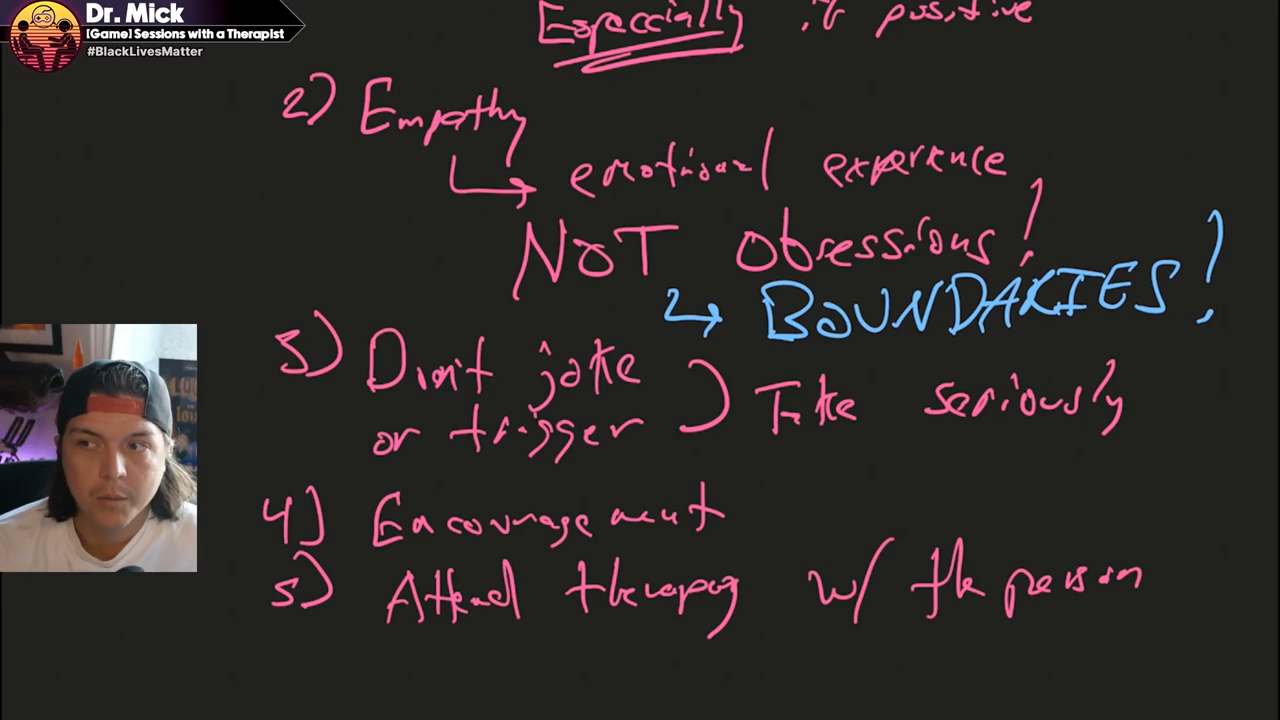 Dr. Mick
[Game] Sessions with a Therapist
#BlackLivesMatter
Especially if positive
2) Empathy
↳ emotional experience
NOT obsessions!
↳ BOUNDARIES!
3) Don't joke
or trigger ) Take seriously
4) Encouragement
5) Attend therapy w/ the person